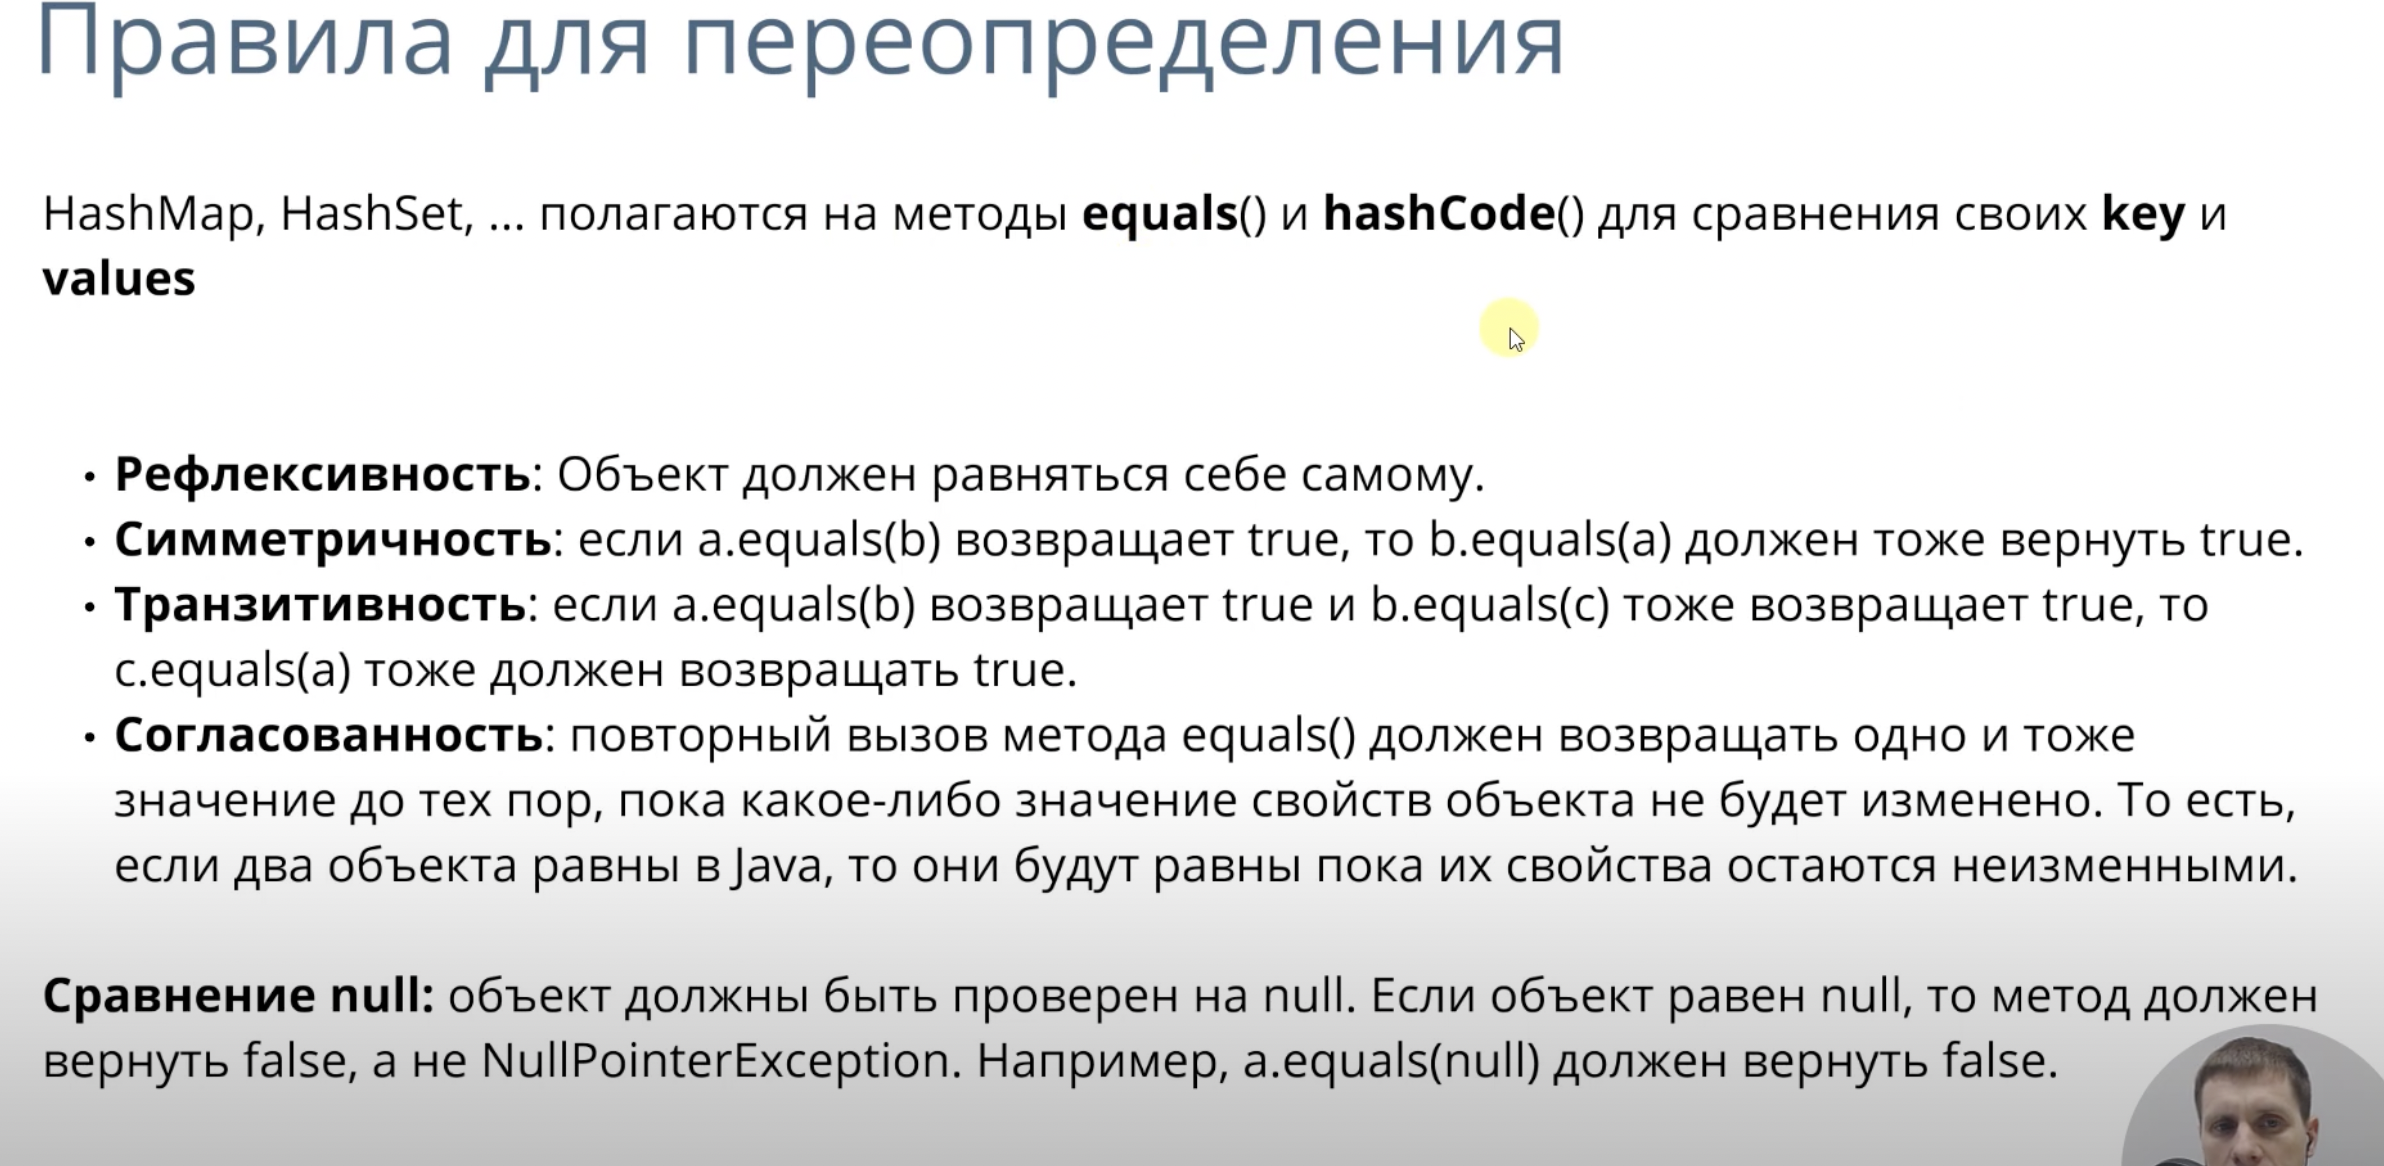 Правила для переопределения
HashMap, HashSet, ... полагаются на методы equals() и hashCode() для сравнения своих key и
values
• Рефлексивность: Объект должен равняться себе самому.
• Симметричность: если a.equals(b) возвращает true, то b.equals(a) должен тоже вернуть true.
• Транзитивность: если a.equals(b) возвращает true и b.equals(c) тоже возвращает true, то
c.equals(a) тоже должен возвращать true.
• Согласованность: повторный вызов метода equals() должен возвращать одно и тоже
значение до тех пор, пока какое-либо значение свойств объекта не будет изменено. То есть,
если два объекта равны в Java, то они будут равны пока их свойства остаются неизменными.
Сравнение null: объект должны быть проверен на null. Если объект равен null, то метод должен
вернуть false, а не NullPointerException. Например, a.equals(null) должен вернуть false.